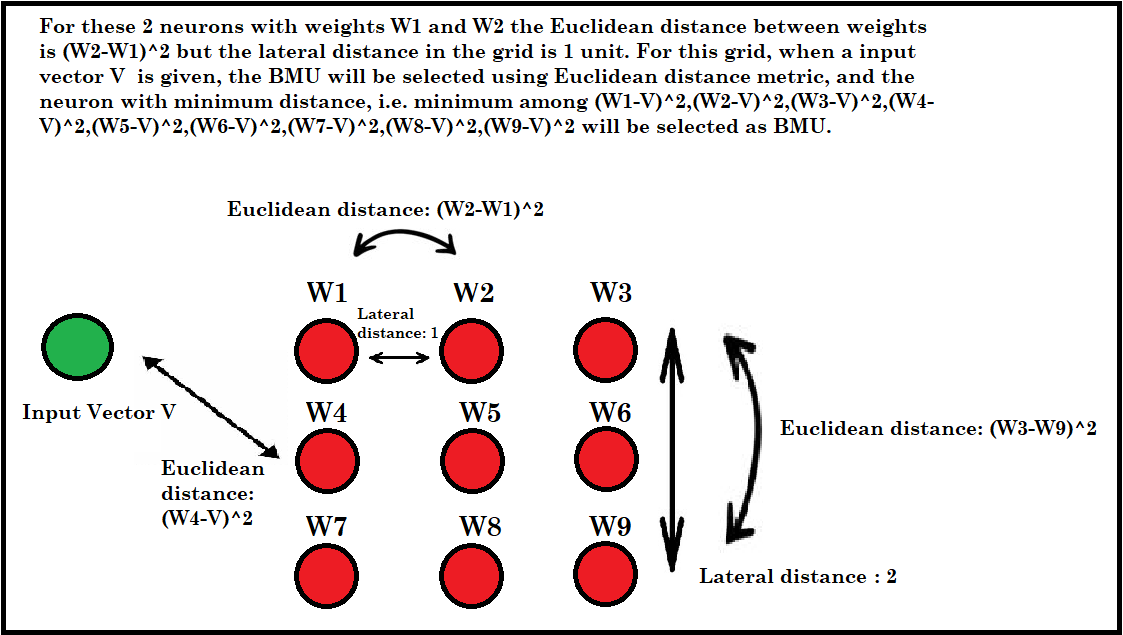 For these 2 neurons with weights W1 and W2 the Euclidean distance between weights
is (W2-W1)^2 but the lateral distance in the grid is 1 unit. For this grid, when a input
vector V  is given, the BMU will be selected using Euclidean distance metric, and the
neuron with minimum distance, i.e. minimum among (W1-V)^2,(W2-V)^2,(W3-V)^2,(W4-
V)^2,(W5-V)^2,(W6-V)^2,(W7-V)^2,(W8-V)^2,(W9-V)^2 will be selected as BMU.
Euclidean distance: (W2-W1)^2
W1
W2
W3
Lateral
distance: 1
Input Vector V
W4
W5
W6
Euclidean distance: (W3-W9)^2
Euclidean
distance:
(W4-V)^2
W7
W8
W9
Lateral distance : 2